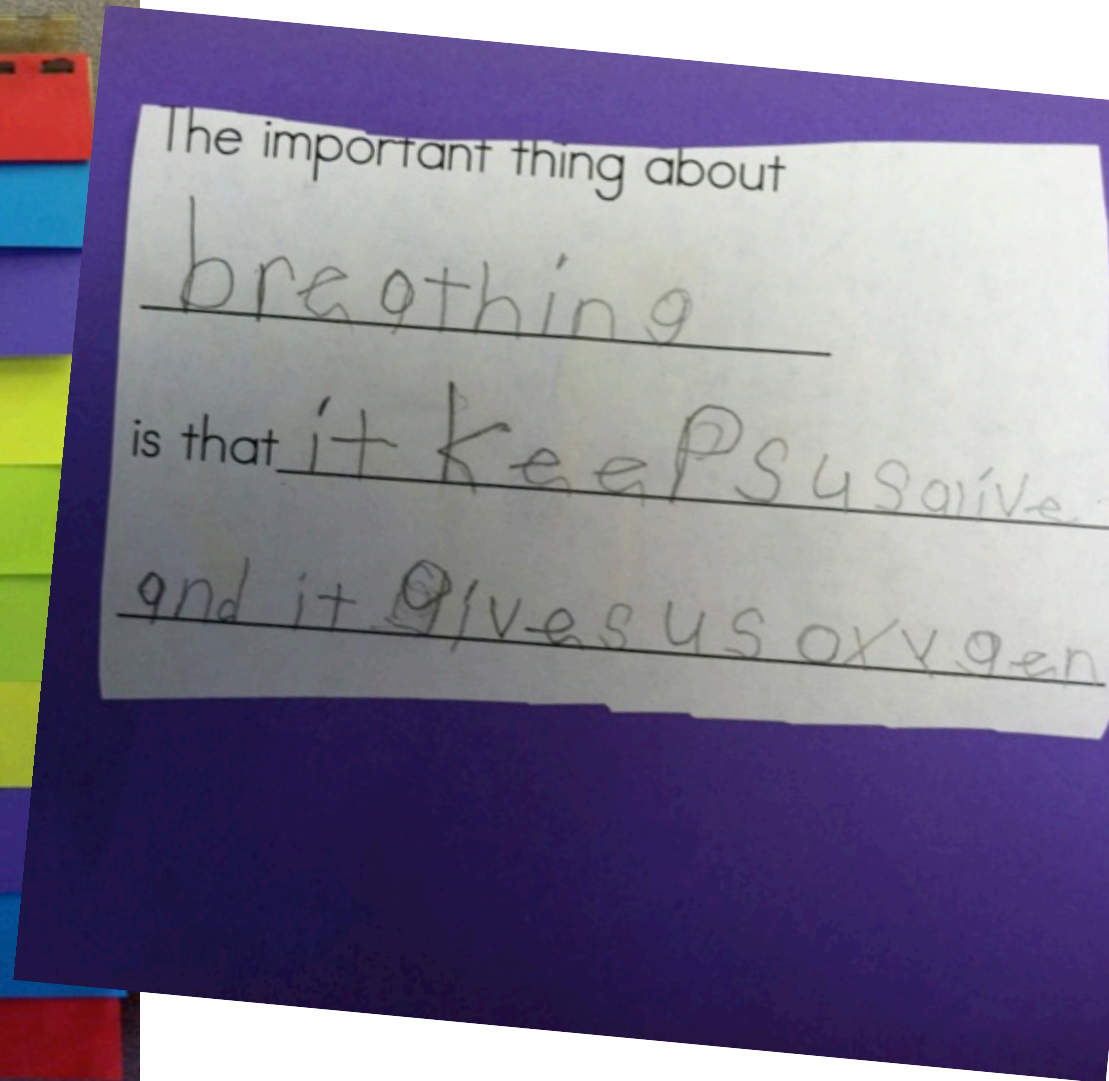 The important thing about
breathing
is that it keePs us alive
and it gives us oxygen